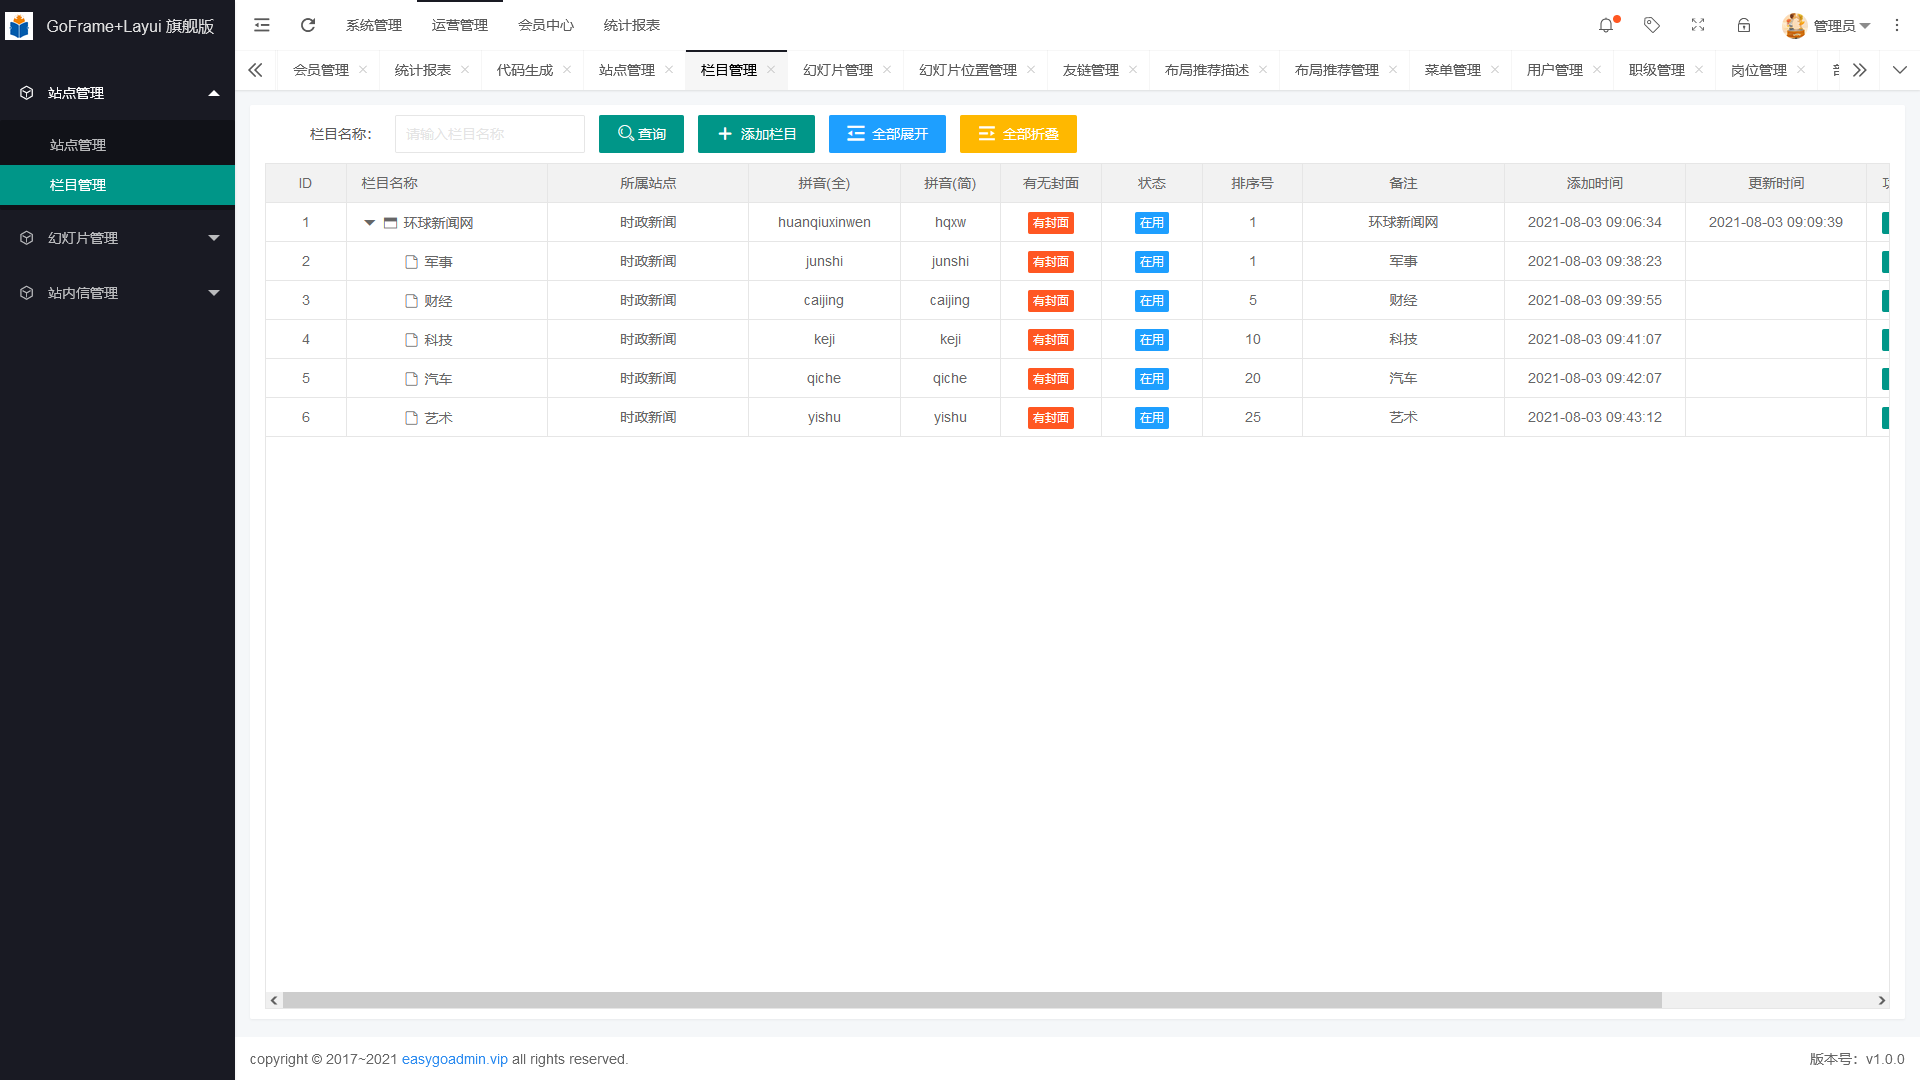 GoFrame+Layui 旗舰版
系统管理 运营管理 会员中心 统计报表 管理员
会员管理 统计报表 代码生成 站点管理 栏目管理 幻灯片管理 幻灯片位置管理 友链管理 布局推荐描述 布局推荐管理 菜单管理 用户管理 职级管理 岗位管理
站点管理
站点管理
栏目管理
幻灯片管理
站内信管理
栏目名称： 请输入栏目名称 查询 添加栏目 全部展开 全部折叠
ID 栏目名称 所属站点 拼音(全) 拼音(简) 有无封面 状态 排序号 备注 添加时间 更新时间
1 环球新闻网 时政新闻 huanqiuxinwen hqxw 有封面 在用 1 环球新闻网 2021-08-03 09:06:34 2021-08-03 09:09:39
2 军事 时政新闻 junshi junshi 有封面 在用 1 军事 2021-08-03 09:38:23
3 财经 时政新闻 caijing caijing 有封面 在用 5 财经 2021-08-03 09:39:55
4 科技 时政新闻 keji keji 有封面 在用 10 科技 2021-08-03 09:41:07
5 汽车 时政新闻 qiche qiche 有封面 在用 20 汽车 2021-08-03 09:42:07
6 艺术 时政新闻 yishu yishu 有封面 在用 25 艺术 2021-08-03 09:43:12
copyright © 2017~2021 easygoadmin.vip all rights reserved.
版本号：v1.0.0